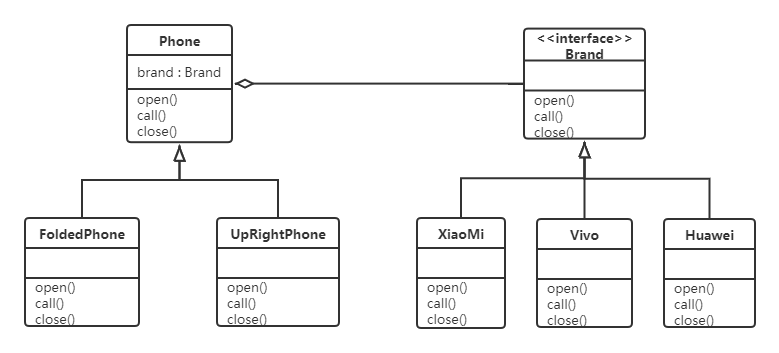 Phone
brand : Brand
open()
call()
close()
<<interface>>
Brand
open()
call()
close()
FoldedPhone
open()
call()
close()
UpRightPhone
open()
call()
close()
XiaoMi
open()
call()
close()
Vivo
open()
call()
close()
Huawei
open()
call()
close()